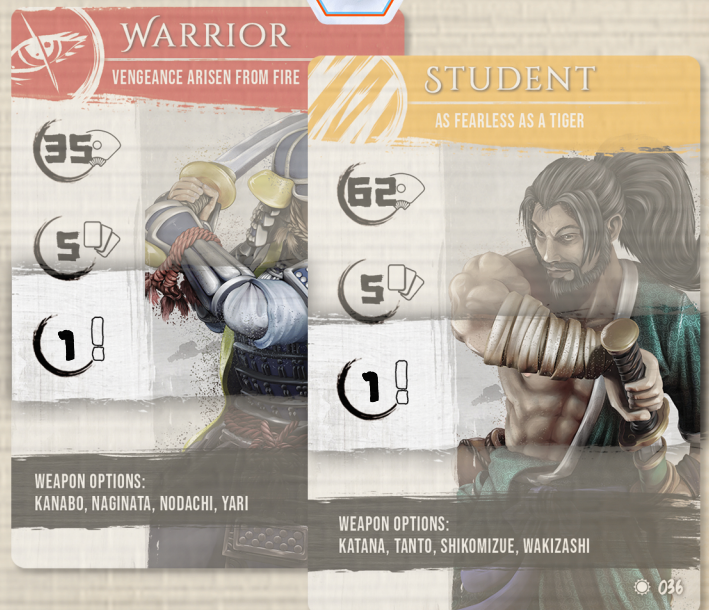 WARRIOR
VENGEANCE ARISEN FROM FIRE
35
5
1
WEAPON OPTIONS:
KANABO, NAGINATA, NODACHI, YARI
STUDENT
AS FEARLESS AS A TIGER
62
5
1
WEAPON OPTIONS:
KATANA, TANTO, SHIKOMIZUE, WAKIZASHI
036